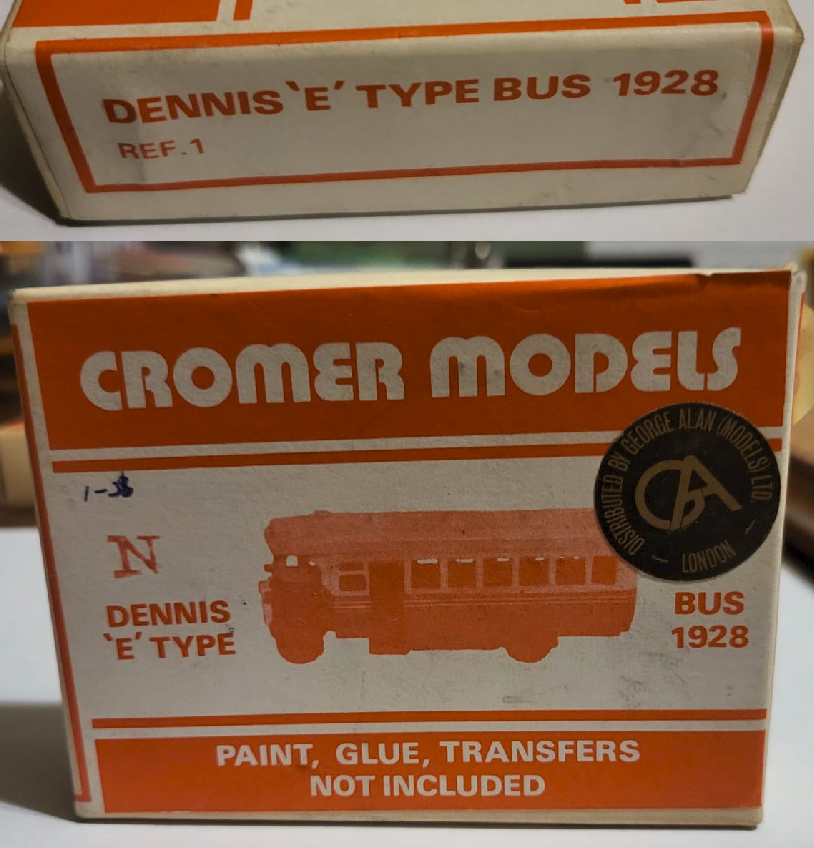 DENNIS 'E' TYPE BUS 1928
REF.1
CROMER MODELS
DISTRIBUTED BY GEORGE ALAN (MODELS) LTD.
GA
— LONDON —
N
DENNIS
'E' TYPE
BUS
1928
PAINT, GLUE, TRANSFERS
NOT INCLUDED